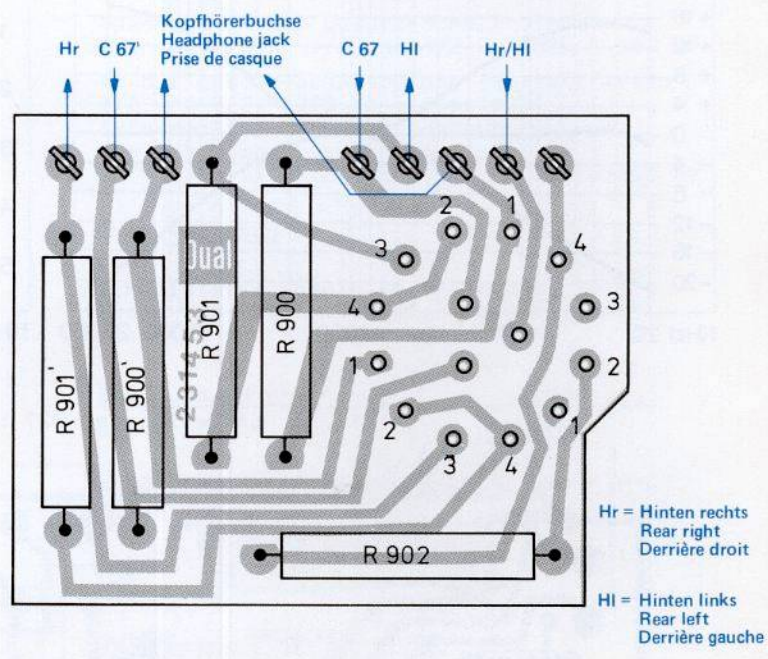 Kopfhörerbuchse
Headphone jack
Prise de casque
Hr
C 67'
C 67
Hl
Hr/Hl
2
1
3
4
4
3
Dual
R 901
R 900
231453
1
2
R 901'
R 900'
2
1
3
4
R 902
Hr = Hinten rechts
Rear right
Derrière droit
Hl = Hinten links
Rear left
Derrière gauche